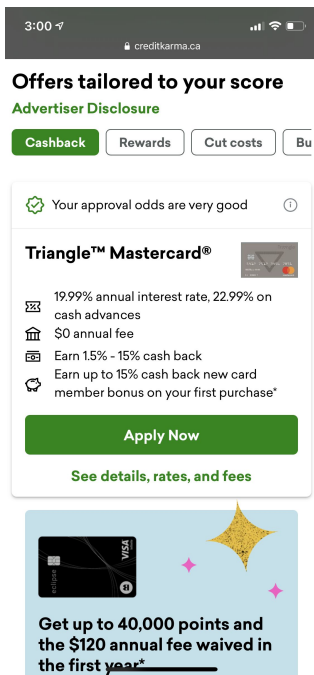 3:00
creditkarma.ca
Offers tailored to your score
Advertiser Disclosure
Cashback Rewards Cut costs Bu
Your approval odds are very good
Triangle™ Mastercard®
19.99% annual interest rate, 22.99% on
cash advances
$0 annual fee
Earn 1.5% - 15% cash back
Earn up to 15% cash back new card
member bonus on your first purchase*
Apply Now
See details, rates, and fees
eclipse
VISA
Get up to 40,000 points and
the $120 annual fee waived in
the first year*